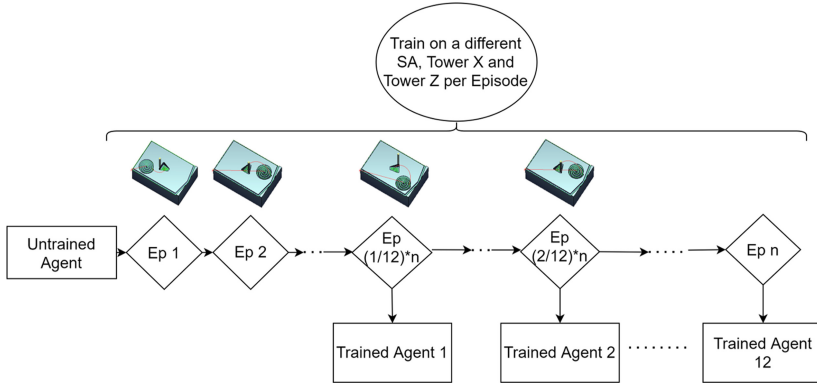 Train on a different
SA, Tower X and
Tower Z per Episode
Untrained
Agent
Ep 1
Ep 2
Ep
(1/12)*n
Ep
(2/12)*n
Ep n
Trained Agent 1
Trained Agent 2
Trained Agent
12